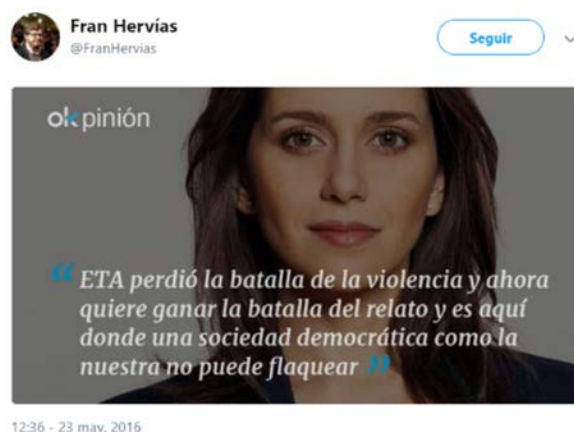 Fran Hervías
@FranHervias
Seguir
okpinión
“ ETA perdió la batalla de la violencia y ahora
quiere ganar la batalla del relato y es aquí
donde una sociedad democrática como la
nuestra no puede flaquear ”
12:36 - 23 may. 2016